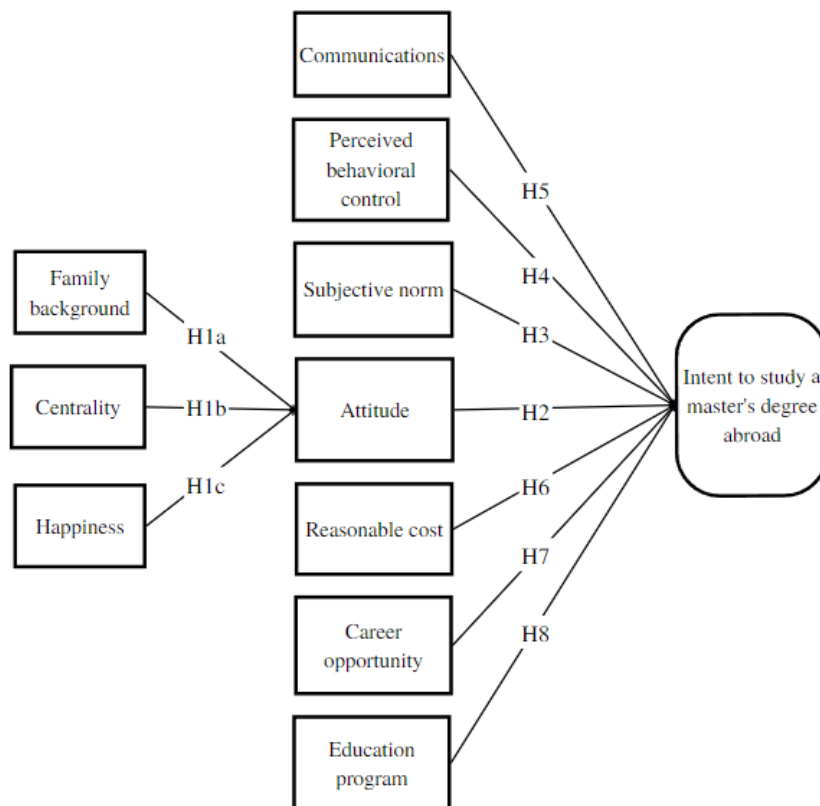 Communications
Perceived
behavioral
control
H5
H4
Family
background
Subjective norm
H3
H1a
Intent to study a
master's degree
abroad
Centrality
H1b
Attitude
H2
H1c
H6
Happiness
Reasonable cost
H7
Career
opportunity
H8
Education
program